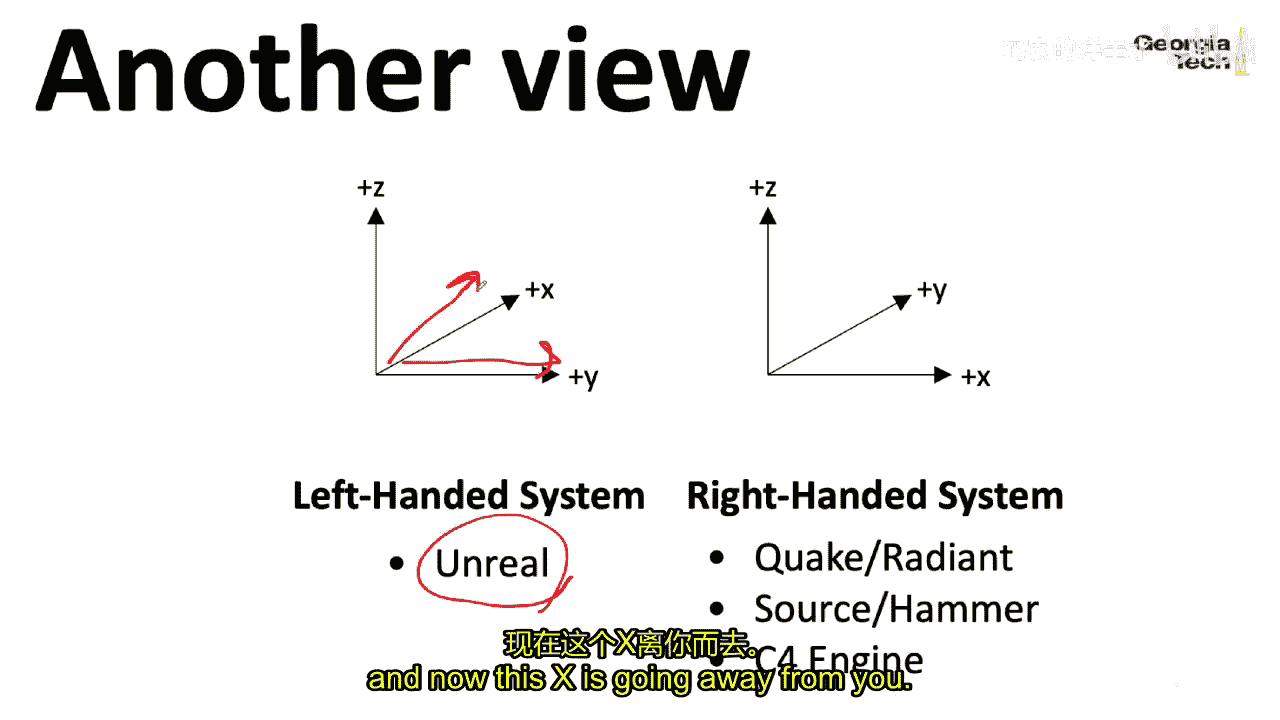 Another view
Georgia
Tech
+z
+z
+x
+y
+y
+x
Left-Handed System
Right-Handed System
• Unreal
• Quake/Radiant
• Source/Hammer
• C4 Engine
现在这个X离你而去。
and now this X is going away from you.